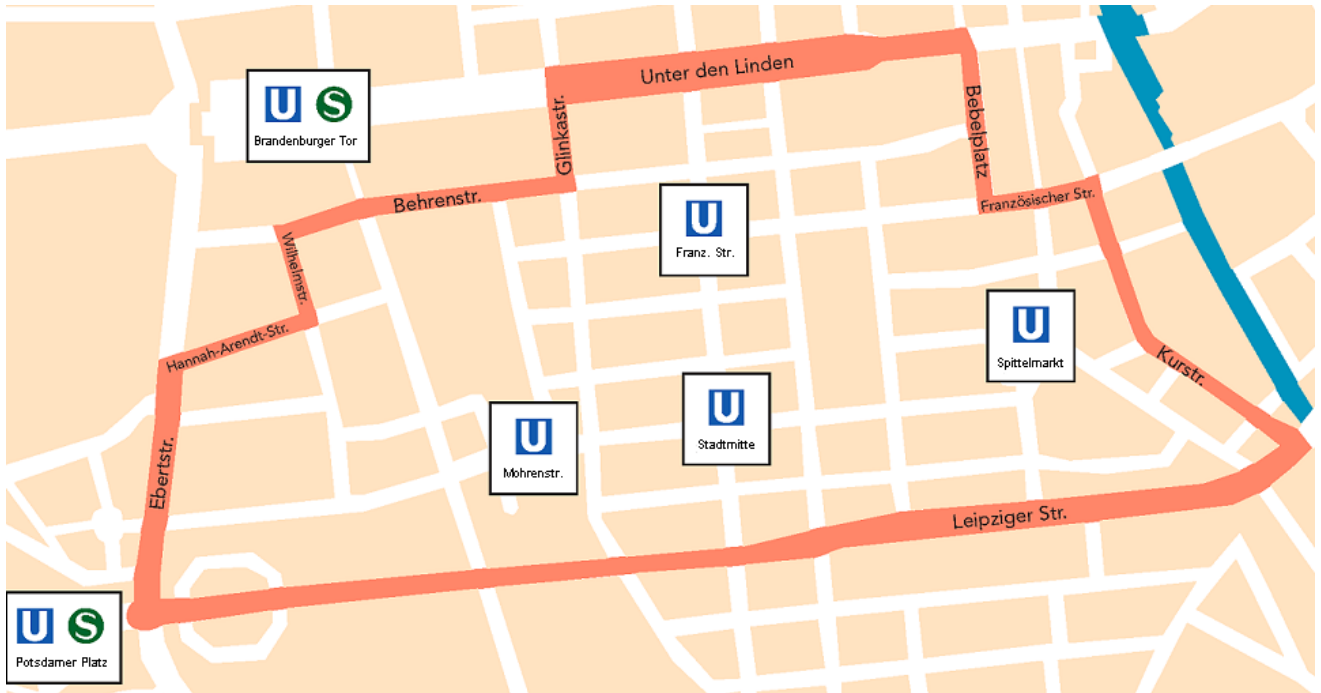 Unter den Linden
U S
Brandenburger Tor
Glinkastr.
Bebelplatz
Behrenstr.
Französischer Str.
U
Franz. Str.
Wilhelmstr.
Hannah-Arendt-Str.
U
Spittelmarkt
Kurstr.
U
Stadtmitte
U
Mohrenstr.
Ebertstr.
Leipziger Str.
U S
Potsdamer Platz